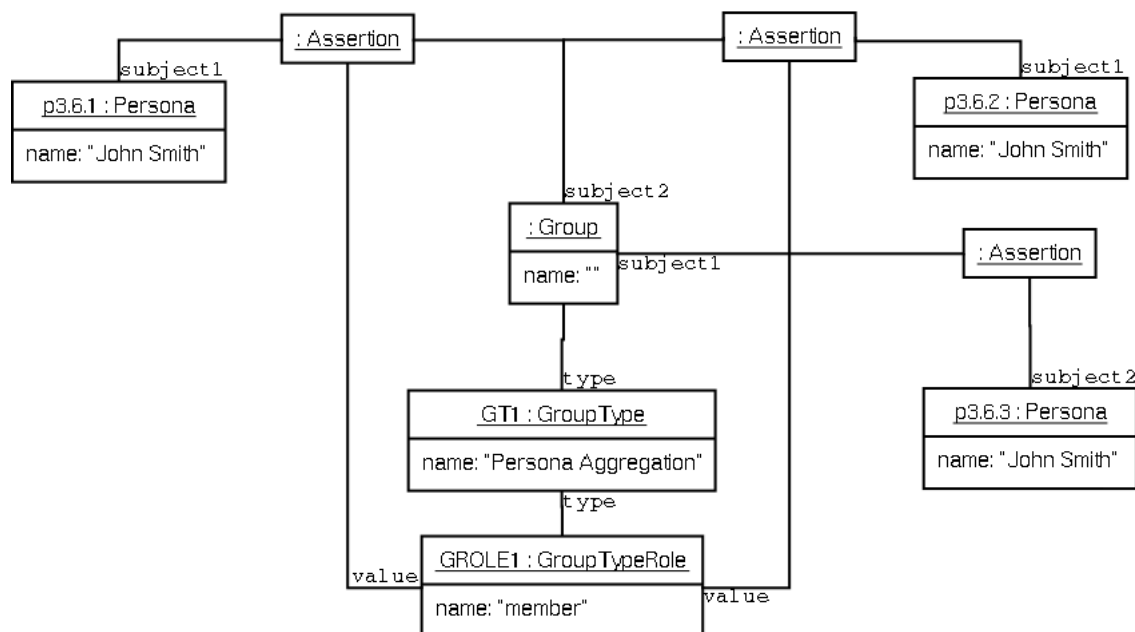 : Assertion
: Assertion
subject1
subject1
p3.6.1 : Persona
name: "John Smith"
p3.6.2 : Persona
name: "John Smith"
subject2
: Group
name: ""
subject1
: Assertion
type
subject2
GT1 : GroupType
name: "Persona Aggregation"
p3.6.3 : Persona
name: "John Smith"
type
GROLE1 : GroupTypeRole
name: "member"
value
value